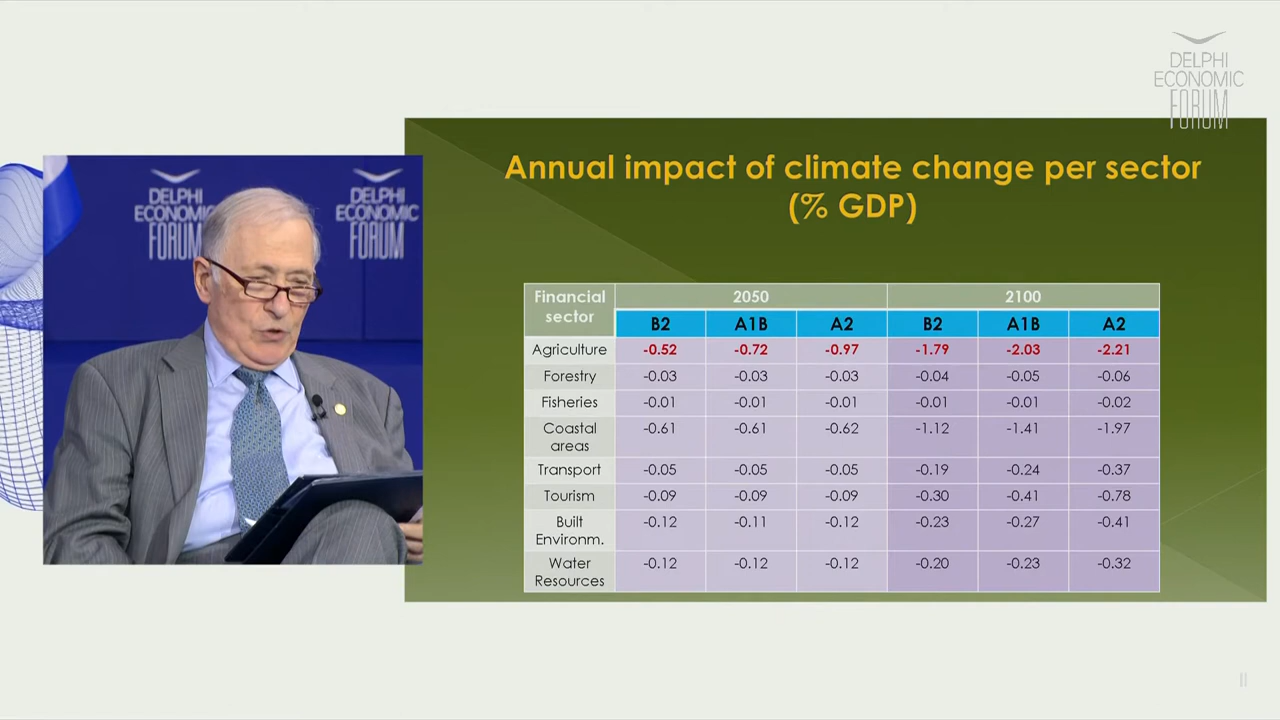 DELPHI
ECONOMIC
FORUM
DELPHI
ECONOMIC
FORUM
DELPHI
ECONOMIC
FORUM
Annual impact of climate change per sector
(% GDP)
Financial sector 2050 2100
B2 A1B A2 B2 A1B A2
Agriculture -0.52 -0.72 -0.97 -1.79 -2.03 -2.21
Forestry -0.03 -0.03 -0.03 -0.04 -0.05 -0.06
Fisheries -0.01 -0.01 -0.01 -0.01 -0.01 -0.02
Coastal areas -0.61 -0.61 -0.62 -1.12 -1.41 -1.97
Transport -0.05 -0.05 -0.05 -0.19 -0.24 -0.37
Tourism -0.09 -0.09 -0.09 -0.30 -0.41 -0.78
Built Environm. -0.12 -0.11 -0.12 -0.23 -0.27 -0.41
Water Resources -0.12 -0.12 -0.12 -0.20 -0.23 -0.32